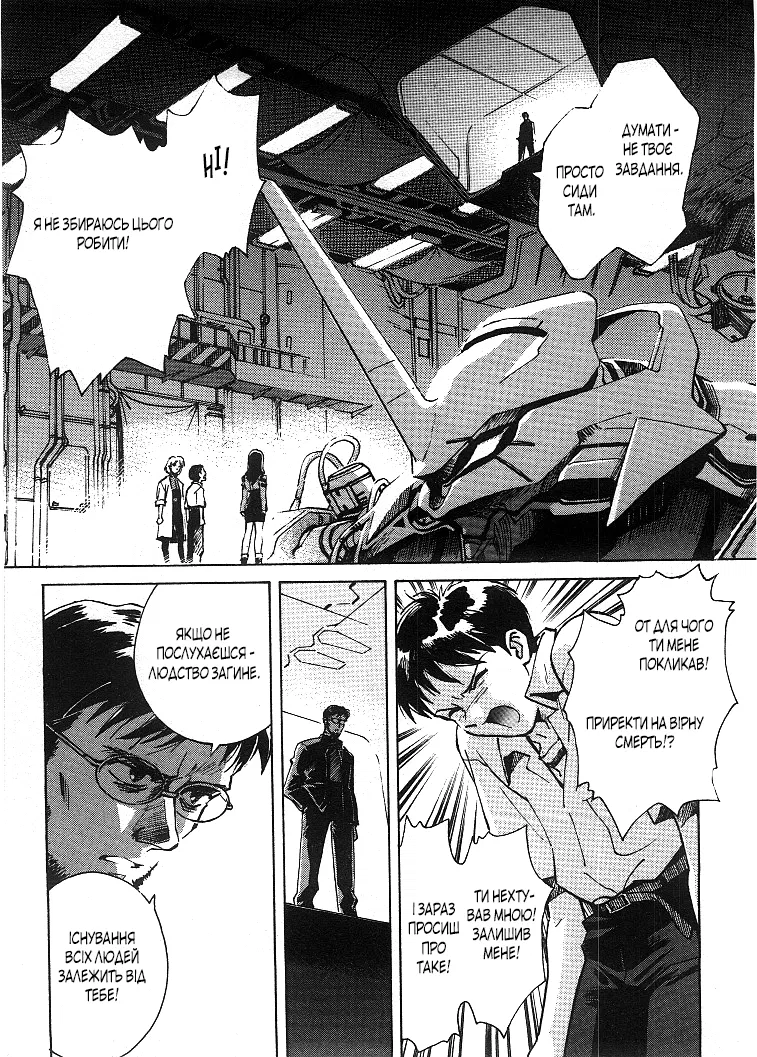 ДУМАТИ -
НЕ ТВОЄ
ЗАВДАННЯ.
ПРОСТО
СИДИ
ТАМ.
НІ!
Я НЕ ЗБИРАЮСЬ ЦЬОГО
РОБИТИ!
ОТ ДЛЯ ЧОГО
ТИ МЕНЕ
ПОКЛИКАВ!
ПРИРЕКТИ НА ВІРНУ
СМЕРТЬ!?
ТИ НЕХТУ-
ВАВ МНОЮ!
ЗАЛИШИВ
МЕНЕ!
І ЗАРАЗ
ПРОСИШ
ПРО
ТАКЕ!
ЯКЩО НЕ
ПОСЛУХАЄШСЯ -
ЛЮДСТВО ЗАГИНЕ.
ІСНУВАННЯ
ВСІХ ЛЮДЕЙ
ЗАЛЕЖИТЬ ВІД
ТЕБЕ!